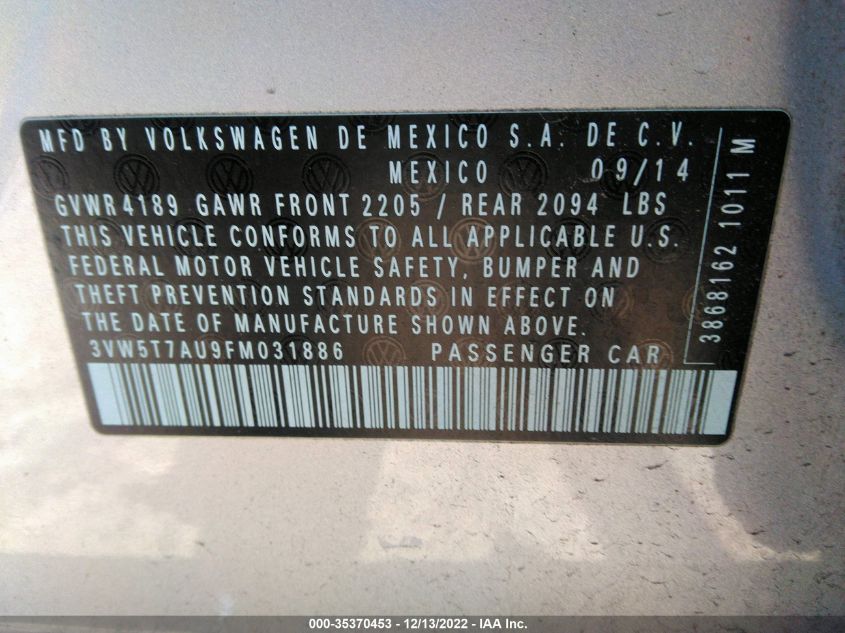 MFD BY VOLKSWAGEN DE MEXICO S.A. DE C.V.
MEXICO 09/14
GVWR 4189 GAWR FRONT 2205 / REAR 2094 LBS
THIS VEHICLE CONFORMS TO ALL APPLICABLE U.S.
FEDERAL MOTOR VEHICLE SAFETY, BUMPER AND
THEFT PREVENTION STANDARDS IN EFFECT ON
THE DATE OF MANUFACTURE SHOWN ABOVE.
3VW5T7AU9FM031886 PASSENGER CAR
3868162 1011 M
000-35370453 - 12/13/2022 - IAA Inc.